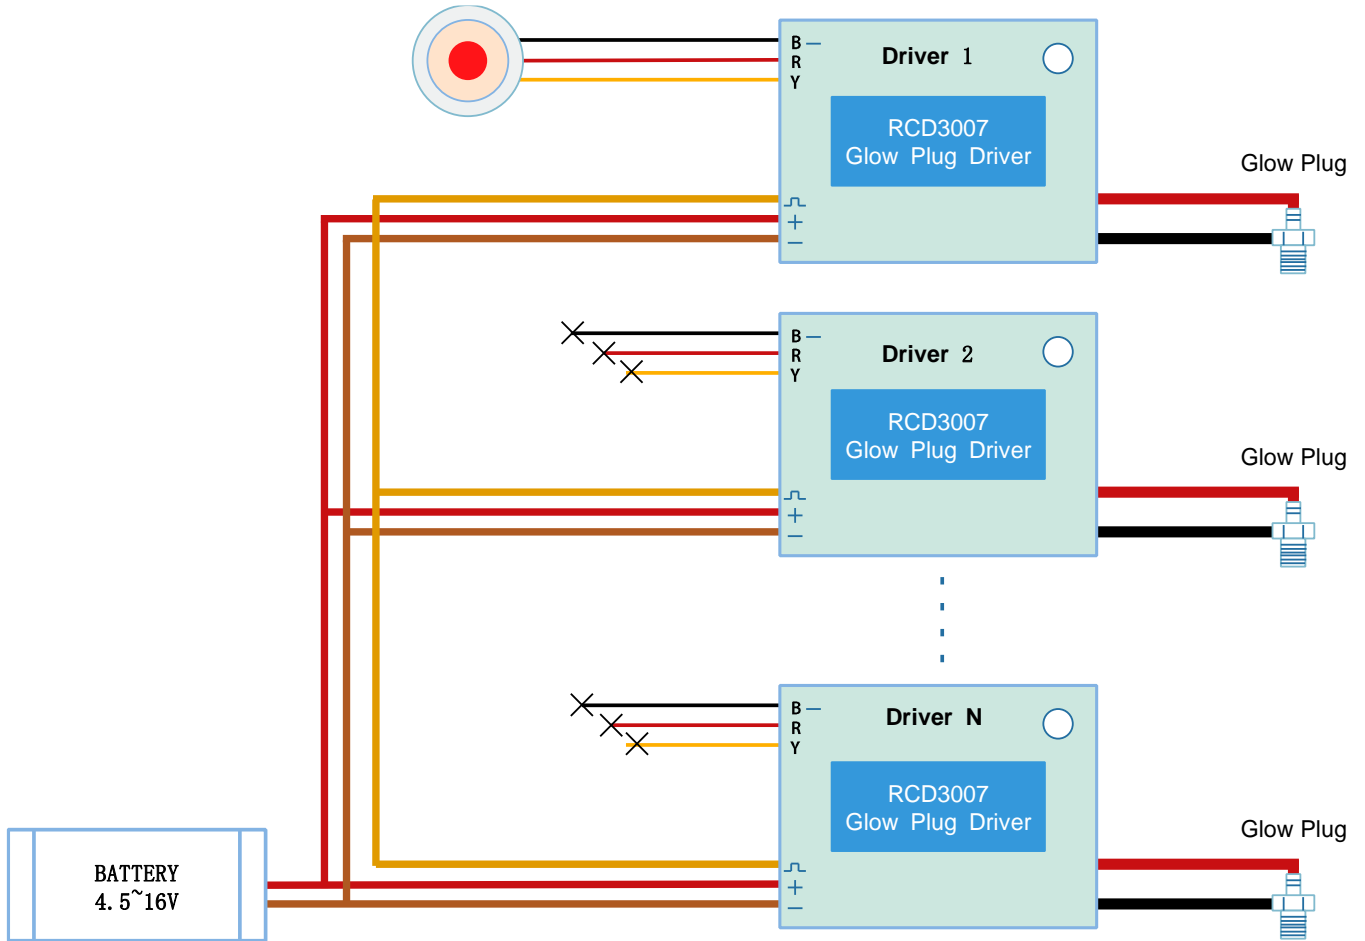 B —
R
Y
Driver 1
RCD3007
Glow Plug Driver
Glow Plug
+
−
B —
R
Y
Driver 2
RCD3007
Glow Plug Driver
Glow Plug
+
−
B —
R
Y
Driver N
RCD3007
Glow Plug Driver
Glow Plug
+
−
BATTERY
4.5~16V